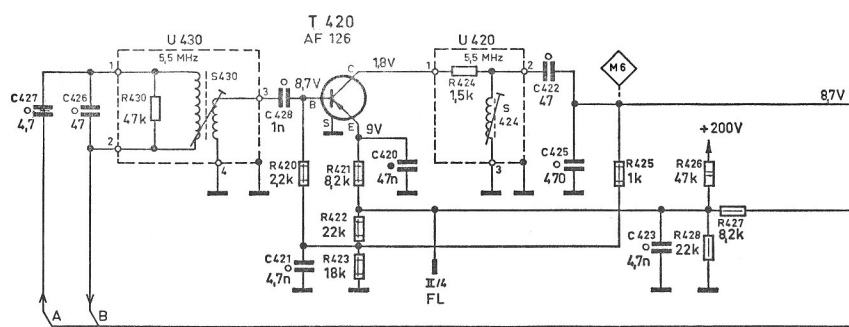 T 420
AF 126
U 430
5,5 MHz
1
2
3
4
S430
R430
47k
C427
4,7
C426
47
C428
1n
8,7V
B
C
S
E
1,8V
9V
R420
2,2k
R421
8,2k
C420
47n
R422
22k
C421
4,7n
R423
18k
II/4
FL
U 420
5,5 MHz
1
2
3
R424
1,5k
S
424
C422
47
M6
8,7V
C425
470
R425
1k
+200V
R426
47k
R427
8,2k
C423
4,7n
R428
22k
A
B